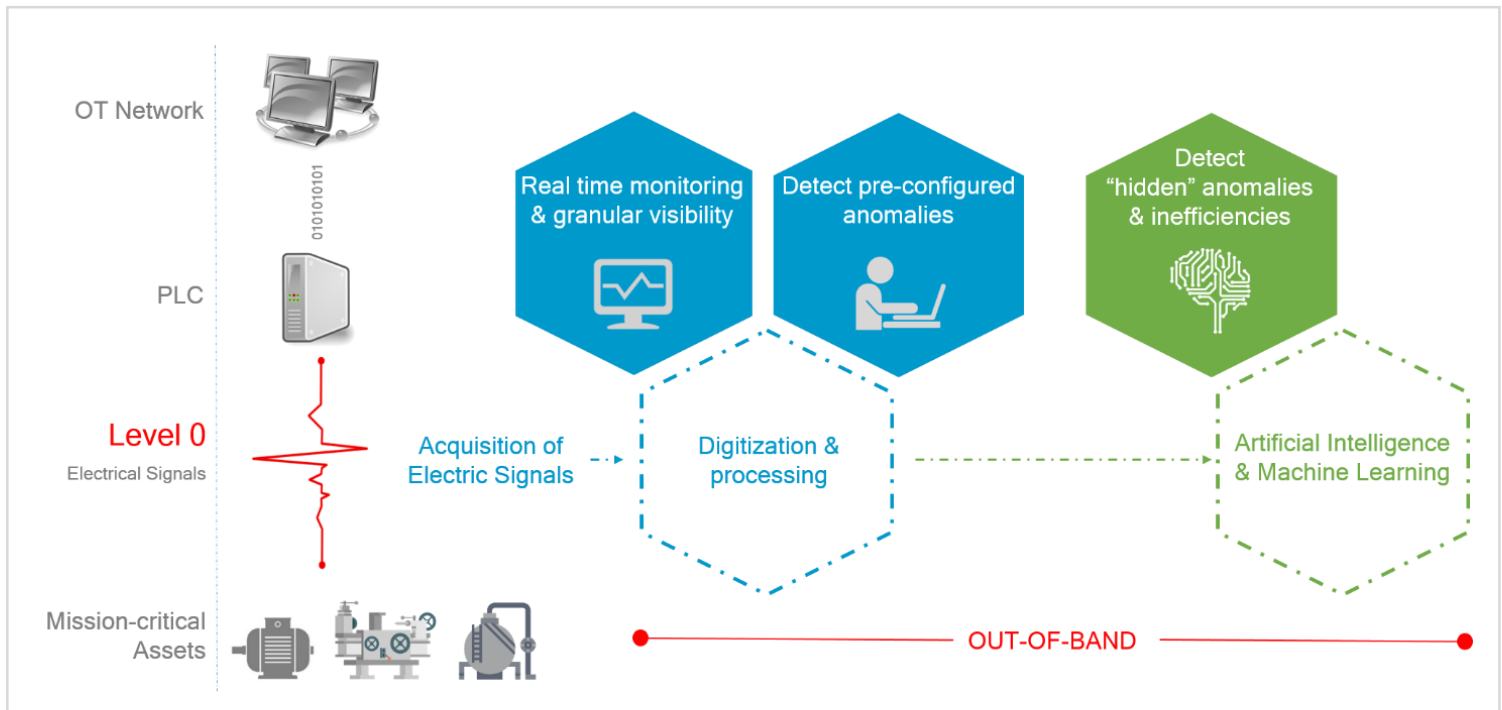 OT Network
0101010101
PLC
Level 0
Electrical Signals
Mission-critical
Assets
Real time monitoring
& granular visibility
Detect pre-configured
anomalies
Detect
“hidden” anomalies
& inefficiencies
Acquisition of
Electric Signals
Digitization &
processing
Artificial Intelligence
& Machine Learning
OUT-OF-BAND